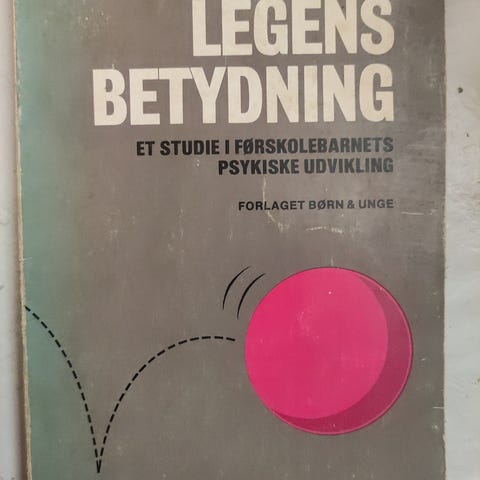 LEGENS
BETYDNING
ET STUDIE I FØRSKOLEBARNETS
PSYKISKE UDVIKLING
FORLAGET BØRN & UNGE